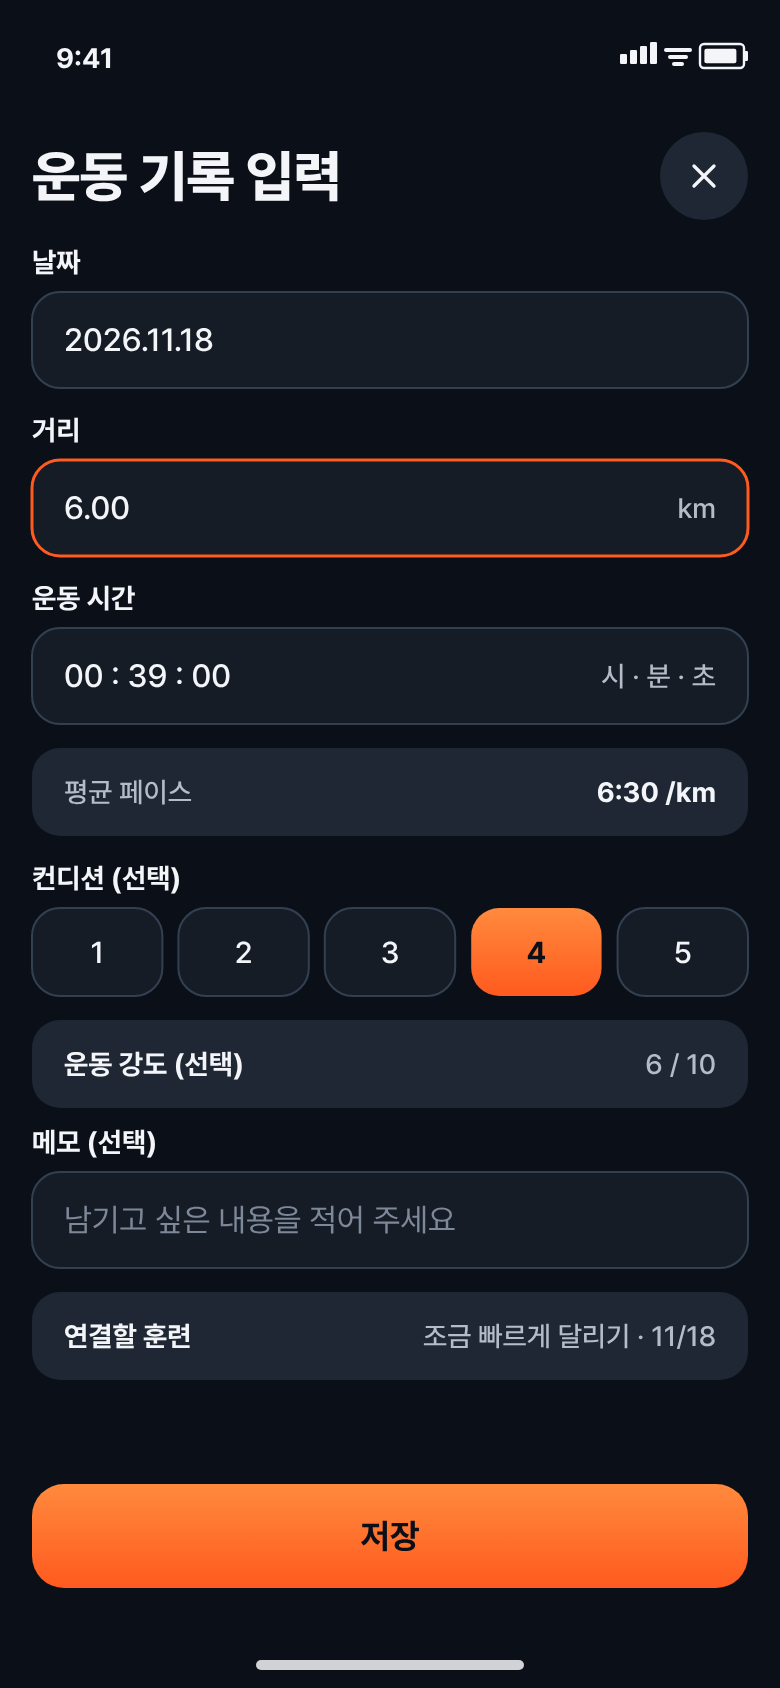 9:41
운동 기록 입력
날짜
2026.11.18
거리
6.00 km
운동 시간
00 : 39 : 00 시 · 분 · 초
평균 페이스 6:30 /km
컨디션 (선택)
1 2 3 4 5
운동 강도 (선택) 6 / 10
메모 (선택)
남기고 싶은 내용을 적어 주세요
연결할 훈련 조금 빠르게 달리기 · 11/18
저장